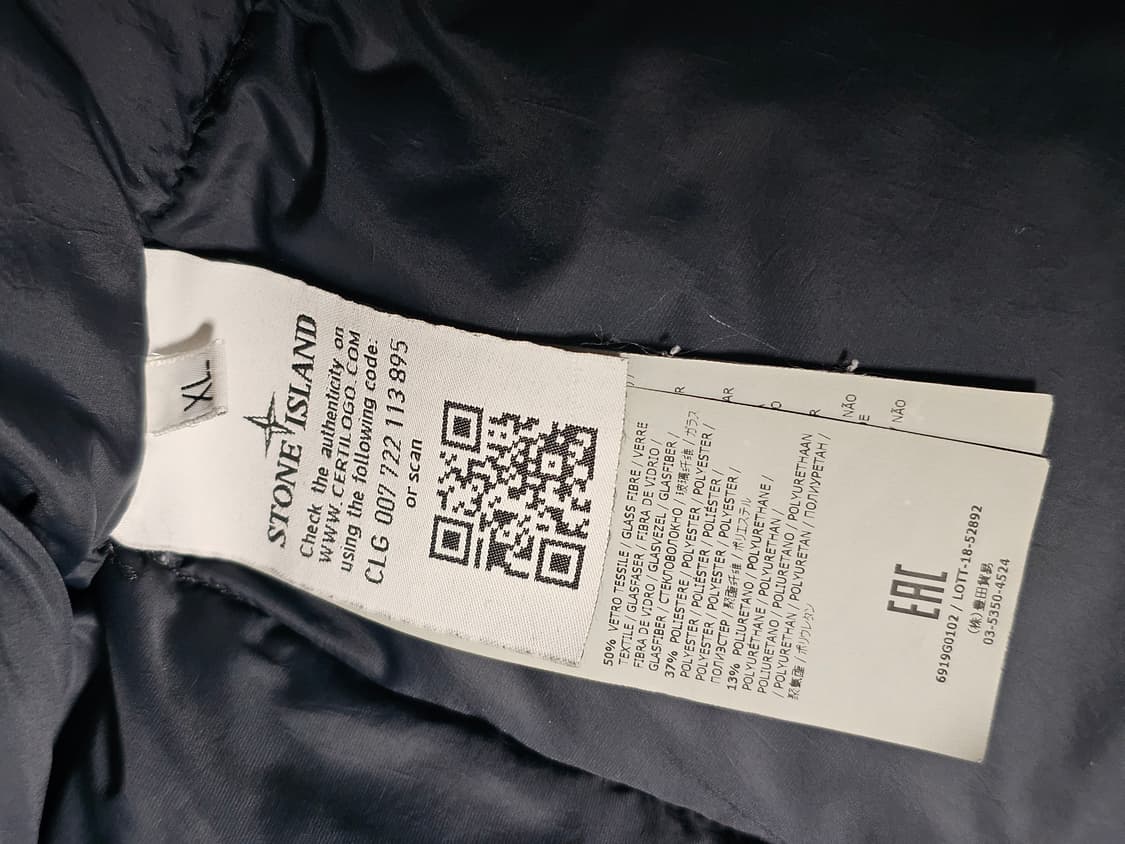 XL
STONE ISLAND
Check the authenticity on
WWW.CERTILOGO.COM
using the following code:
CLG 007 722 113 895
or scan
50% VETRO TESSILE / GLASS FIBRE / VERRE
TEXTILE / GLASFASER / FIBRA DE VIDRIO /
FIBRA DE VIDRO / GLASVEZEL / GLASFIBER /
GLASFIBER / СТЕКЛОВОЛОКНО / 玻璃纤维 / ガラス
37% POLIESTERE / POLYESTER / POLYESTER /
POLYESTER / POLIÉSTER / POLIÉSTER /
POLYESTER / POLYESTER / POLYESTER /
ПОЛИЭСТЕР / 聚酯纤维 / ポリエステル
13% POLIURETANO / POLYURETHANE /
POLYURÉTHANE / POLYURETHAN /
POLIURETANO / POLIURETANO / POLYURETHAAN
/ POLYURETHAN / POLYURETAN / ПОЛИУРЕТАН /
聚氨酯 / ポリウレタン
EAC
6919G0102 / LOTT-18-52892
(株)豊田貿易
03-5350-4524
R
AR
R
NÃO
E
NÃO